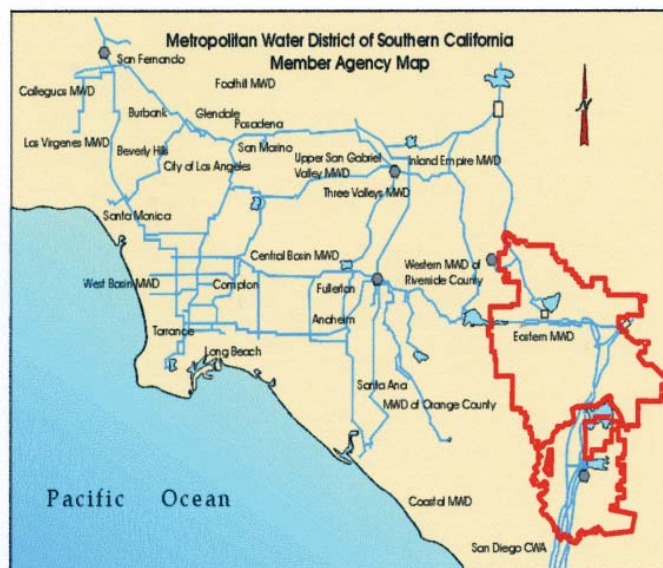 Metropolitan Water District of Southern California
Member Agency Map
San Fernando
Foothill MWD
Calleguas MWD
Burbank
Glendale
Pasadena
Las Virgenes MWD
Beverly Hills
San Marino
City of Los Angeles
Upper San Gabriel
Valley MWD
Inland Empire MWD
Three Valleys MWD
Santa Monica
Central Basin MWD
Western MWD of
Riverside County
West Basin MWD
Compton
Fullerton
Anaheim
Torrance
Eastern MWD
Long Beach
Santa Ana
MWD of Orange County
Pacific Ocean
Coastal MWD
San Diego CWA
N